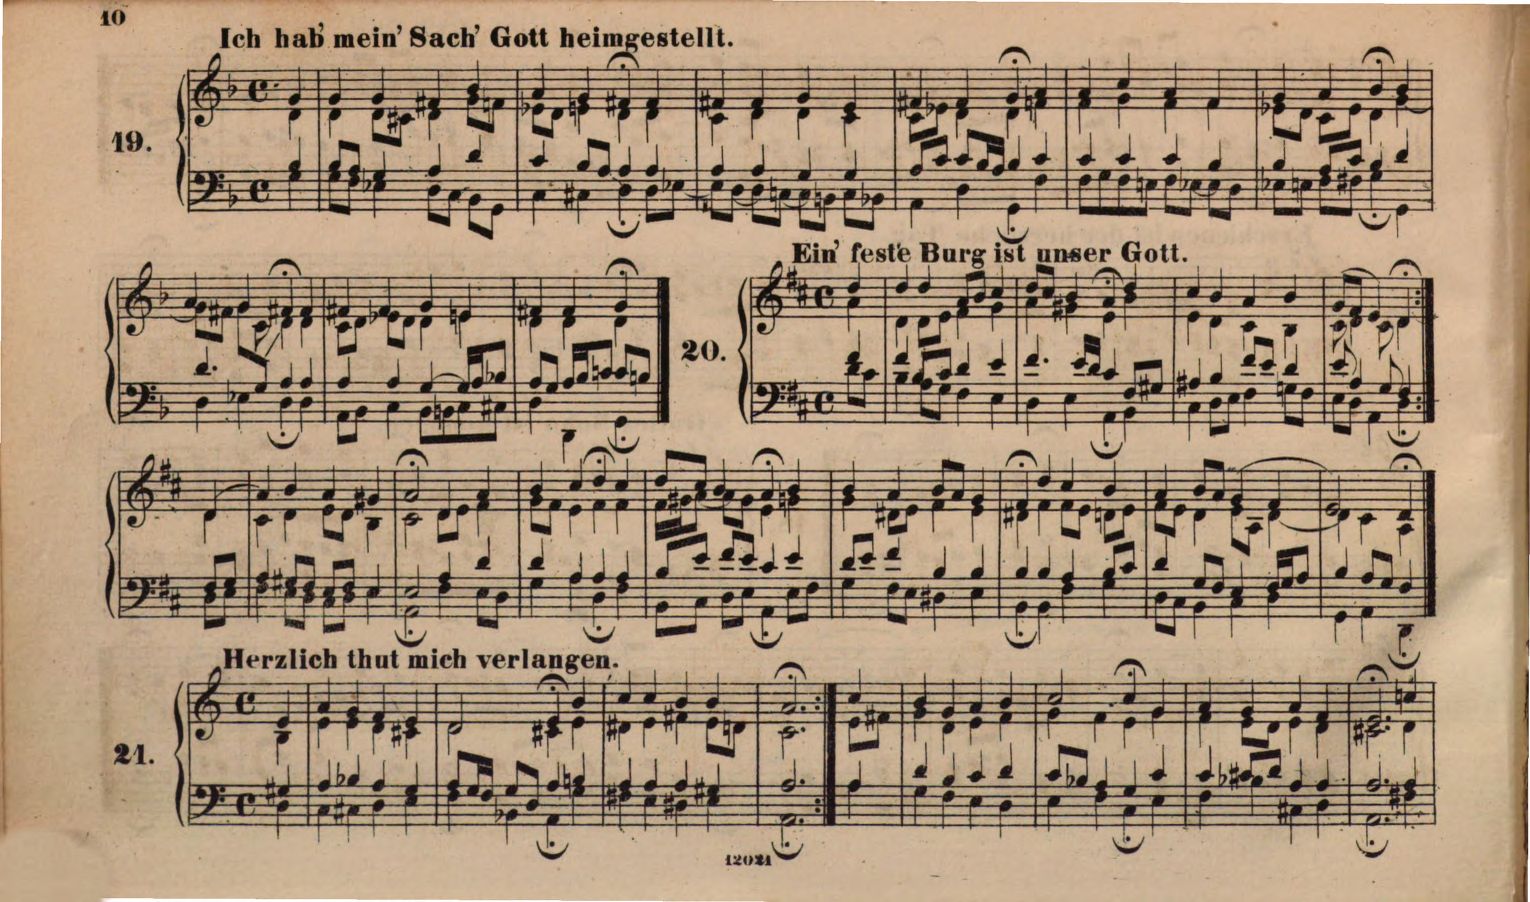 10
Ich hab' mein' Sach' Gott heimgestellt.
19.
Ein' feste Burg ist unser Gott.
20.
Herzlich thut mich verlangen.
21.